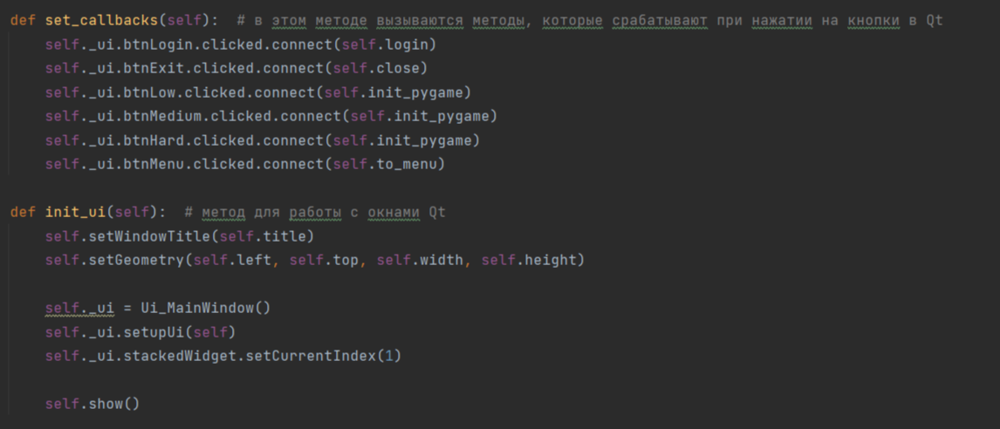 def set_callbacks(self):  # в этом методе вызываются методы, которые срабатывают при нажатии на кнопки в Qt
    self._ui.btnLogin.clicked.connect(self.login)
    self._ui.btnExit.clicked.connect(self.close)
    self._ui.btnLow.clicked.connect(self.init_pygame)
    self._ui.btnMedium.clicked.connect(self.init_pygame)
    self._ui.btnHard.clicked.connect(self.init_pygame)
    self._ui.btnMenu.clicked.connect(self.to_menu)
def init_ui(self):  # метод для работы с окнами Qt
    self.setWindowTitle(self.title)
    self.setGeometry(self.left, self.top, self.width, self.height)
    self._ui = Ui_MainWindow()
    self._ui.setupUi(self)
    self._ui.stackedWidget.setCurrentIndex(1)
    self.show()